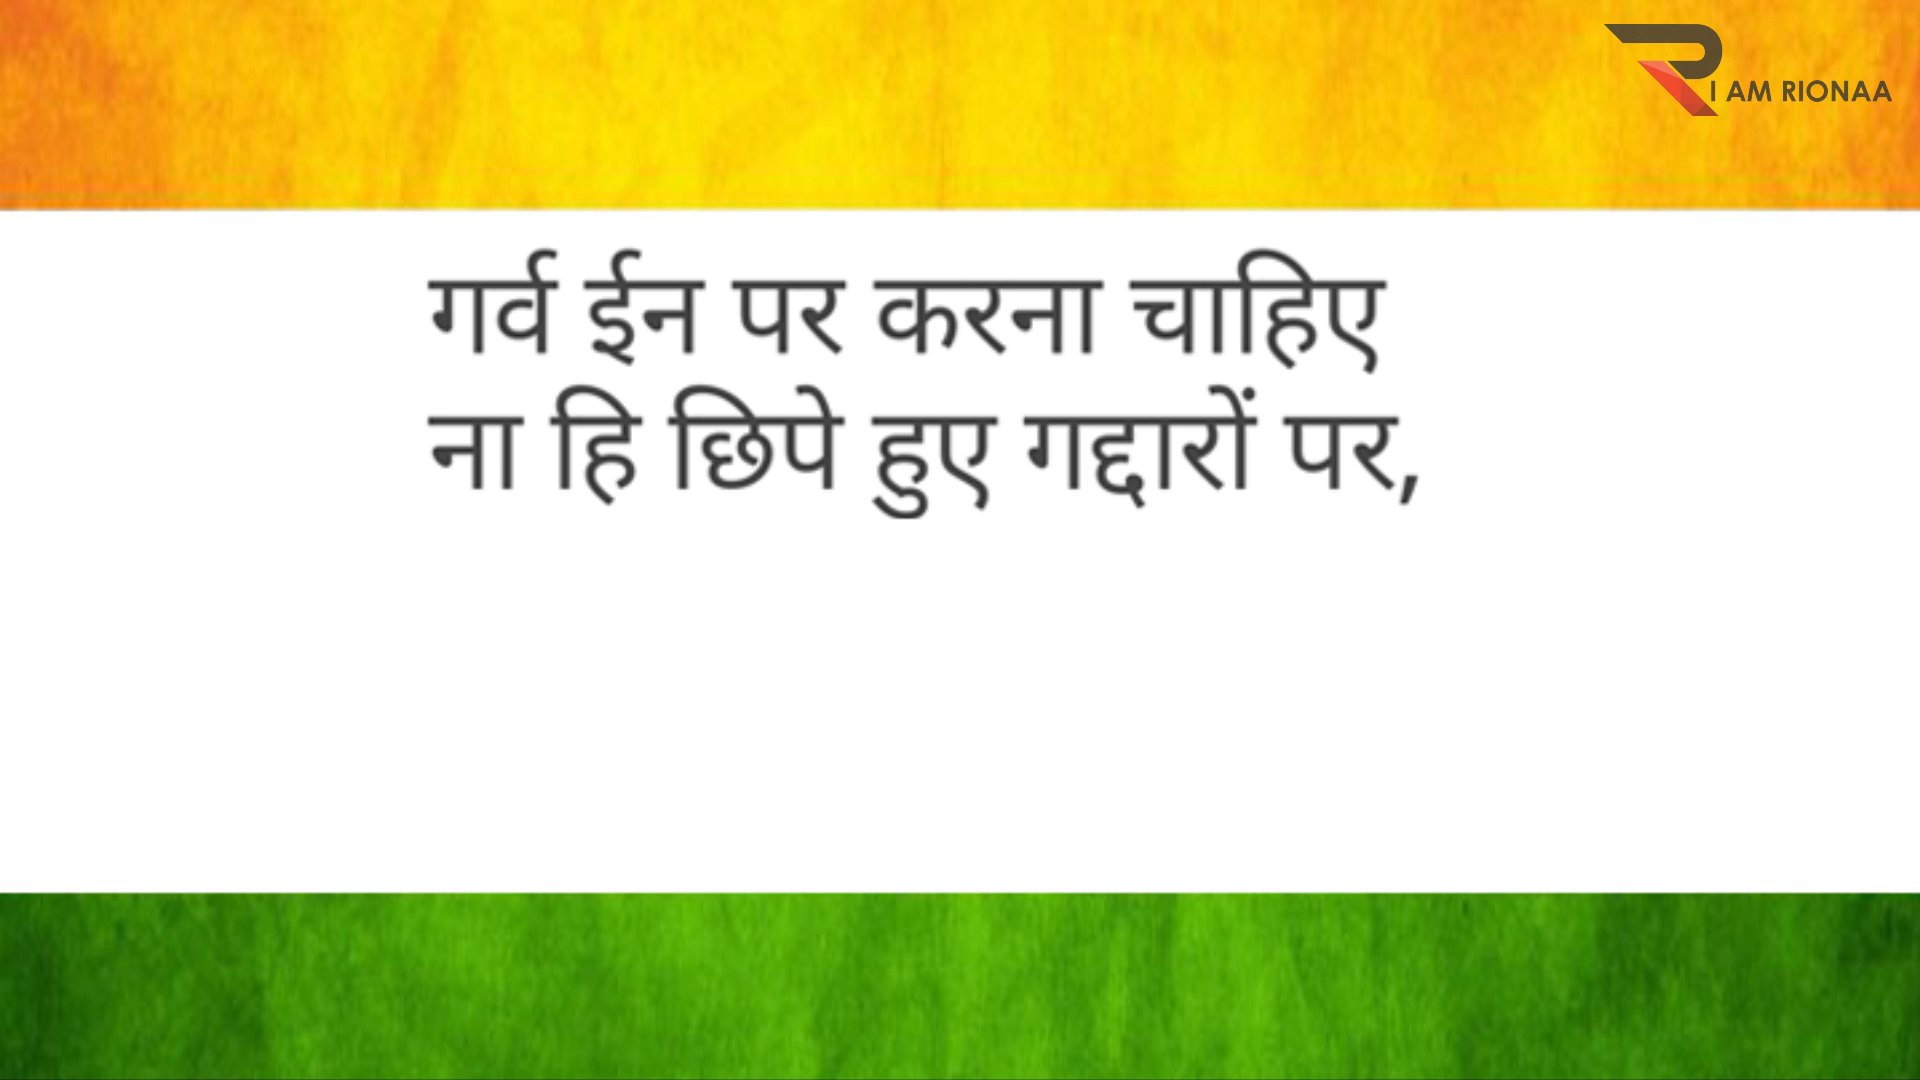 I AM RIONAA
गर्व ईन पर करना चाहिए
ना हि छिपे हुए गद्दारों पर,